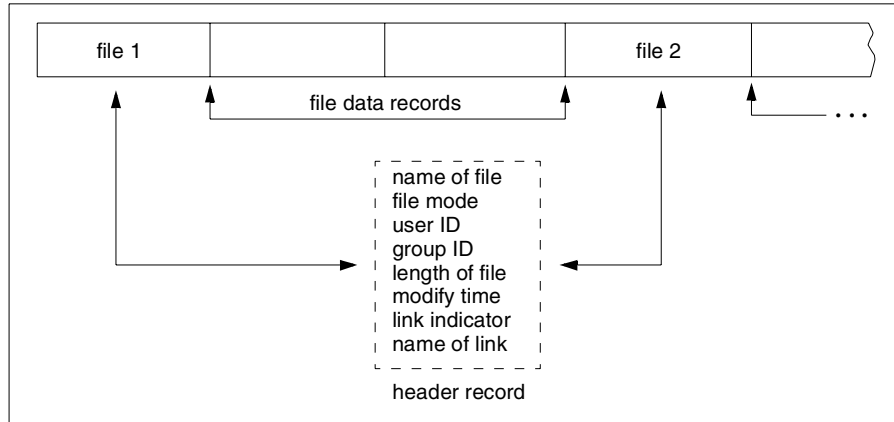 file 1
file 2
file data records
...
name of file
file mode
user ID
group ID
length of file
modify time
link indicator
name of link
header record